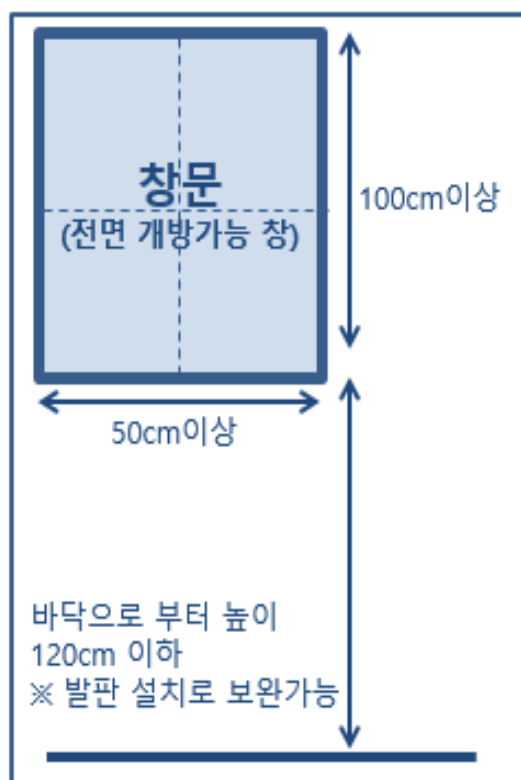 창문
(전면 개방가능 창)
100cm이상
50cm이상
바닥으로 부터 높이
120cm 이하
※ 발판 설치로 보완가능